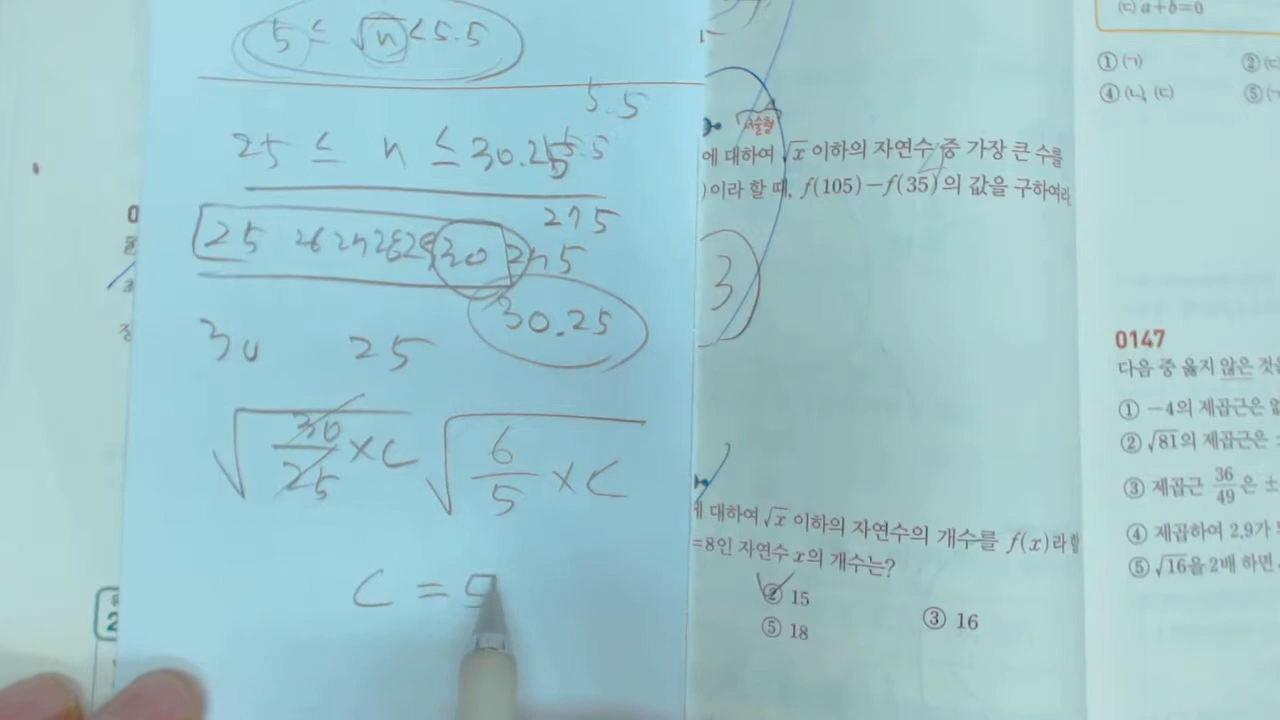 5 ≤ √n < 5.5
5.5
25 ≤ n ≤ 30.25
5.5
275
25 26 27 28 29 30
275
30.25
30 25
√(30/25 × C) √(6/5 × C)
C = 5
서술형
에 대하여 √x 이하의 자연수 중 가장 큰 수를
)이라 할 때, f(105)-f(35)의 값을 구하여라
3
에 대하여 √x 이하의 자연수의 개수를 f(x)라 할
=8인 자연수 x의 개수는?
② 15
③ 16
⑤ 18
(ㄷ) a+b=0
① (ㄱ)
④ (ㄴ), (ㄷ)
0147
다음 중 옳지 않은 것
① -4의 제곱근은
② √81의 제곱근은
③ 제곱근 36/49은 ±
④ 제곱하여 2.9가
⑤ √16을 2배 하면